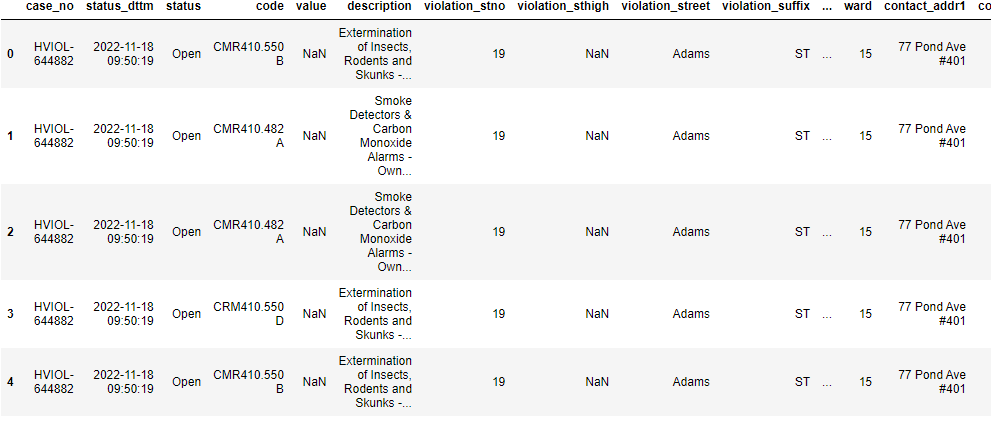 case_no status_dttm status code value description violation_stno violation_sthigh violation_street violation_suffix ... ward contact_addr1 co
0 HVIOL-644882 2022-11-18 09:50:19 Open CMR410.550 B NaN Extermination of Insects, Rodents and Skunks -... 19 NaN Adams ST ... 15 77 Pond Ave #401
1 HVIOL-644882 2022-11-18 09:50:19 Open CMR410.482 A NaN Smoke Detectors & Carbon Monoxide Alarms - Own... 19 NaN Adams ST ... 15 77 Pond Ave #401
2 HVIOL-644882 2022-11-18 09:50:19 Open CMR410.482 A NaN Smoke Detectors & Carbon Monoxide Alarms - Own... 19 NaN Adams ST ... 15 77 Pond Ave #401
3 HVIOL-644882 2022-11-18 09:50:19 Open CRM410.550 D NaN Extermination of Insects, Rodents and Skunks -... 19 NaN Adams ST ... 15 77 Pond Ave #401
4 HVIOL-644882 2022-11-18 09:50:19 Open CMR410.550 B NaN Extermination of Insects, Rodents and Skunks -... 19 NaN Adams ST ... 15 77 Pond Ave #401